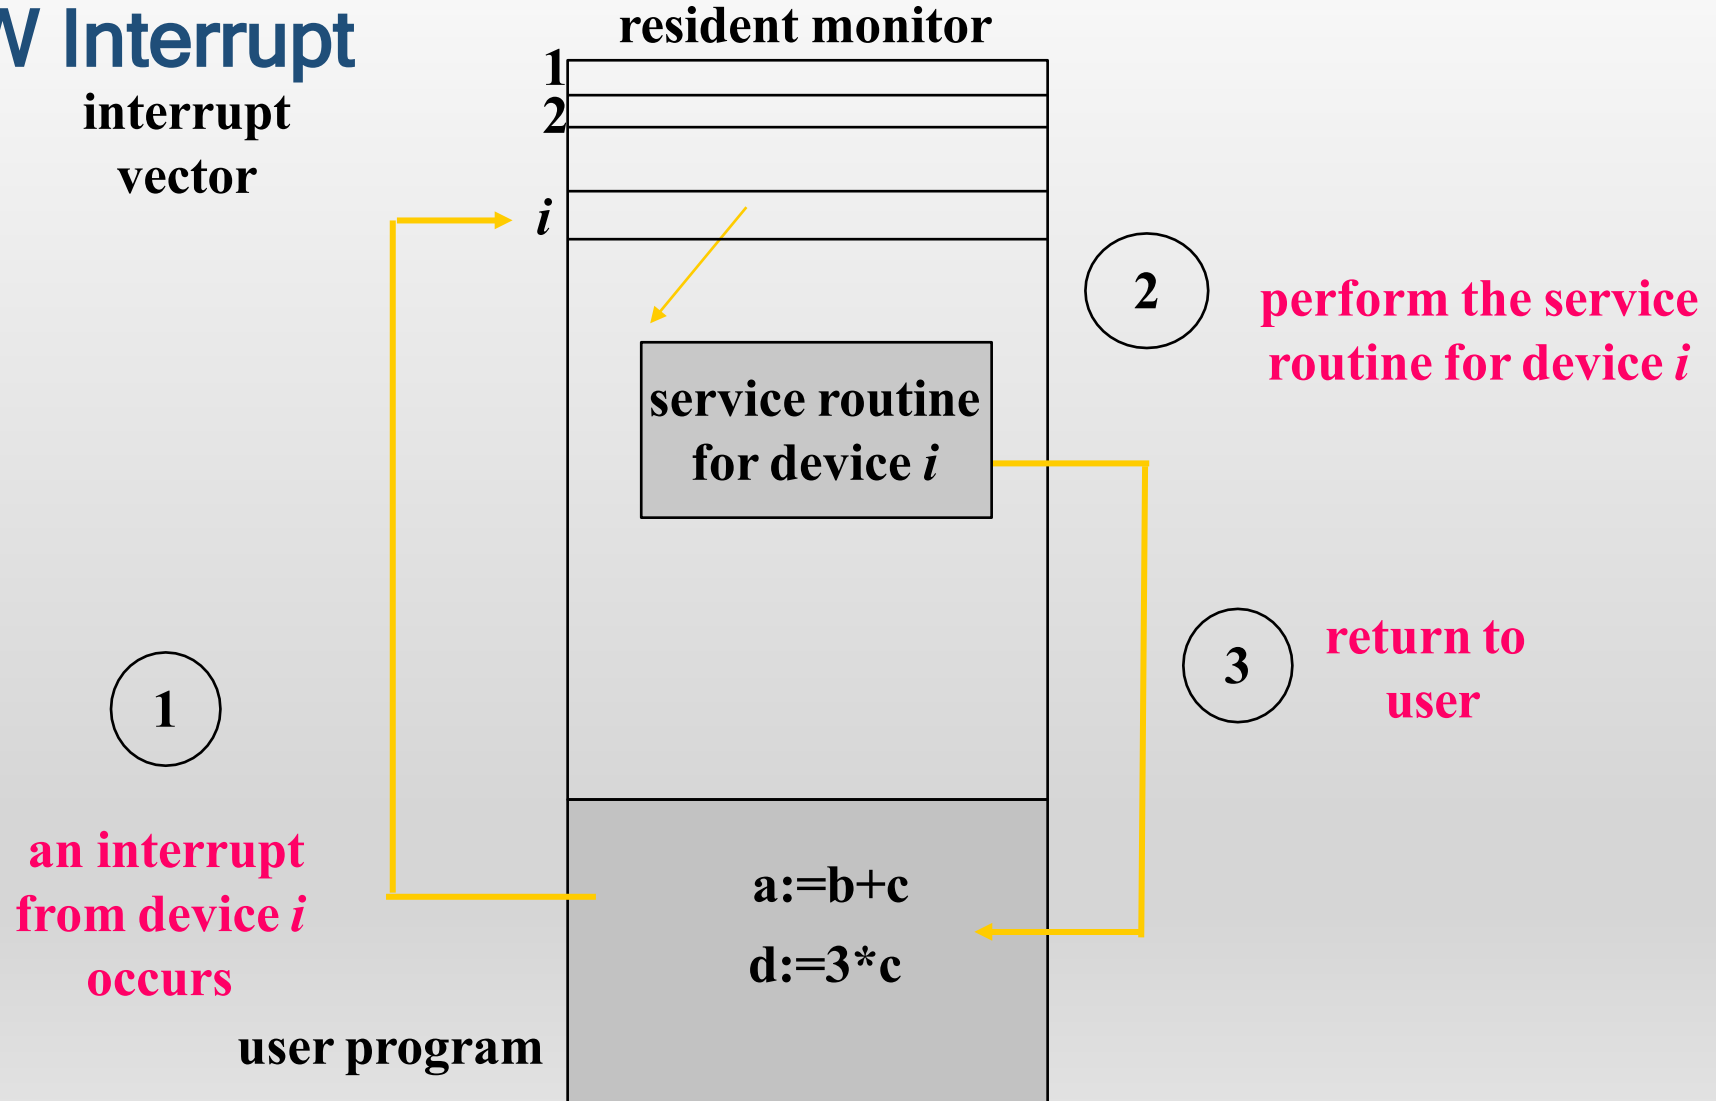 W Interrupt
resident monitor
interrupt
vector
1
2
i
2
perform the service
routine for device i
service routine
for device i
3
return to
user
1
an interrupt
from device i
occurs
a:=b+c
d:=3*c
user program